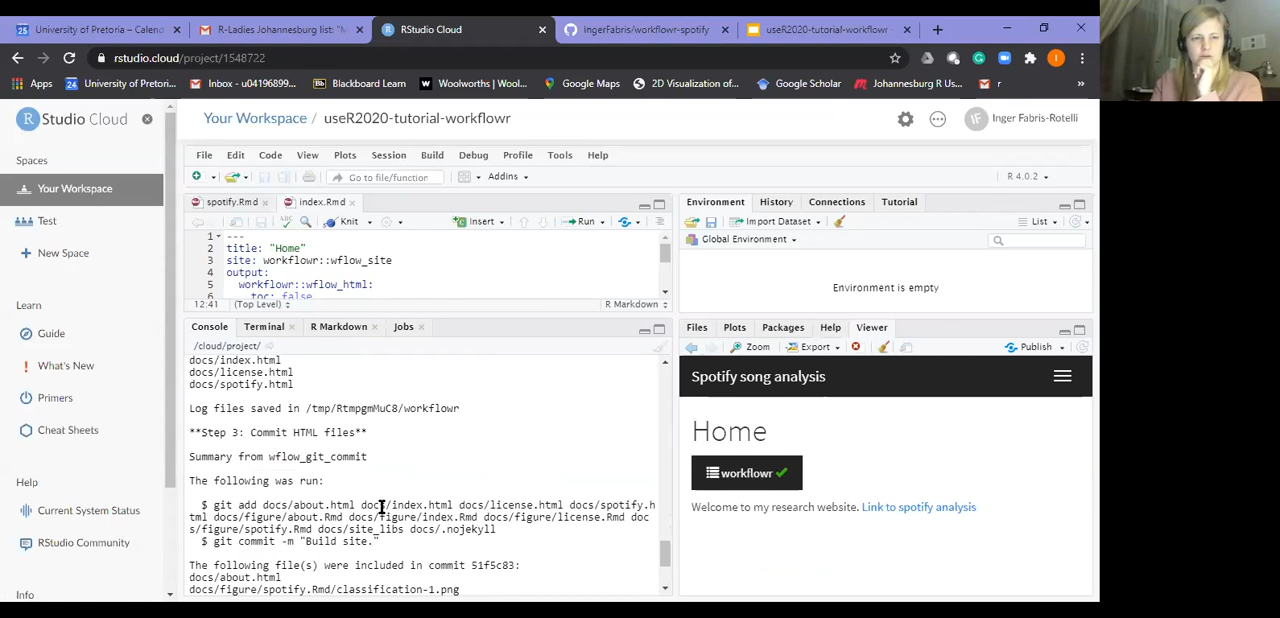 University of Pretoria – Calend
R-Ladies Johannesburg list: "M
RStudio Cloud
IngerFabris/workflowr-spotify
useR2020-tutorial-workflowr -
rstudio.cloud/project/1548722
Apps
University of Pretori...
Inbox - u04196899...
Bb
Blackboard Learn
Woolworths | Wool...
Google Maps
2D Visualization of...
Google Scholar
Johannesburg R Us...
r
R Studio Cloud
Your Workspace / useR2020-tutorial-workflowr
IF
Inger Fabris-Rotelli
Spaces
Your Workspace
Test
New Space
Learn
Guide
What's New
Primers
Cheat Sheets
Help
Current System Status
RStudio Community
Info
File Edit Code View Plots Session Build Debug Profile Tools Help
Go to file/function
Addins
R 4.0.2
spotify.Rmd
index.Rmd
Knit
Insert
Run
1 ---
2 title: "Home"
3 site: workflowr::wflow_site
4 output:
5 workflowr::wflow_html:
6 toc: false
12:41 (Top Level)
R Markdown
Console Terminal R Markdown Jobs
/cloud/project/
docs/index.html
docs/license.html
docs/spotify.html
Log files saved in /tmp/RtmpgmMuC8/workflowr
**Step 3: Commit HTML files**
Summary from wflow_git_commit
The following was run:
$ git add docs/about.html docs/index.html docs/license.html docs/spotify.h
tml docs/figure/about.Rmd docs/figure/index.Rmd docs/figure/license.Rmd doc
s/figure/spotify.Rmd docs/site_libs docs/.nojekyll
$ git commit -m "Build site."
The following file(s) were included in commit 51f5c83:
docs/about.html
docs/figure/spotify.Rmd/classification-1.png
Environment History Connections Tutorial
Import Dataset
List
Global Environment
Environment is empty
Files Plots Packages Help Viewer
Zoom
Export
Publish
Spotify song analysis
Home
workflowr
Welcome to my research website. Link to spotify analysis